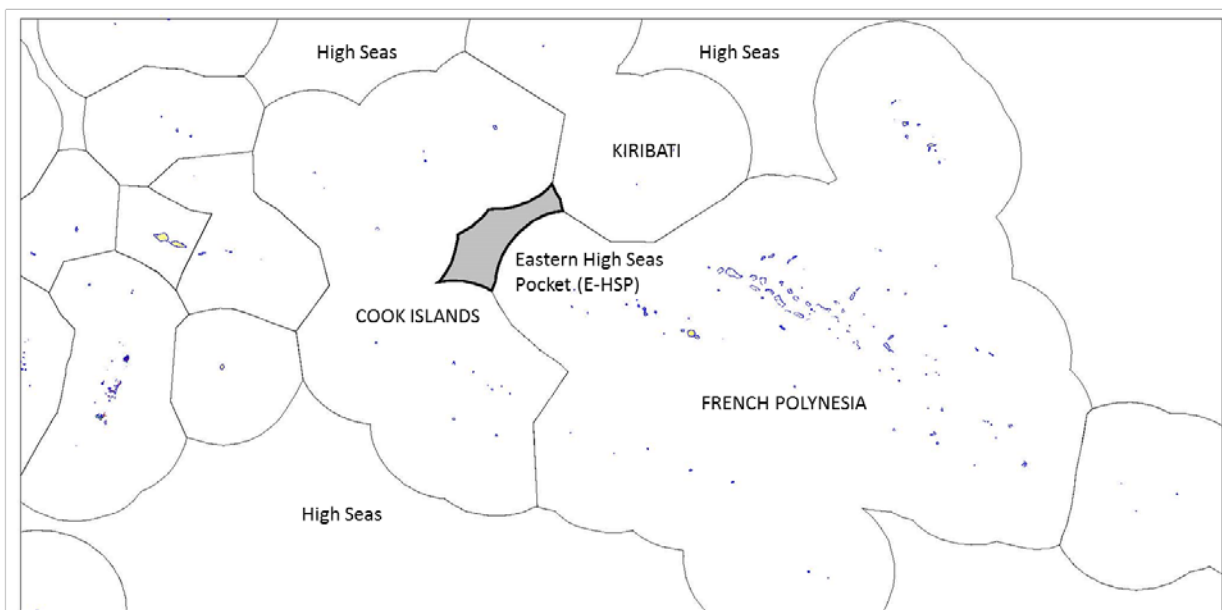 High Seas
High Seas
KIRIBATI
Eastern High Seas
Pocket.(E-HSP)
COOK ISLANDS
FRENCH POLYNESIA
High Seas